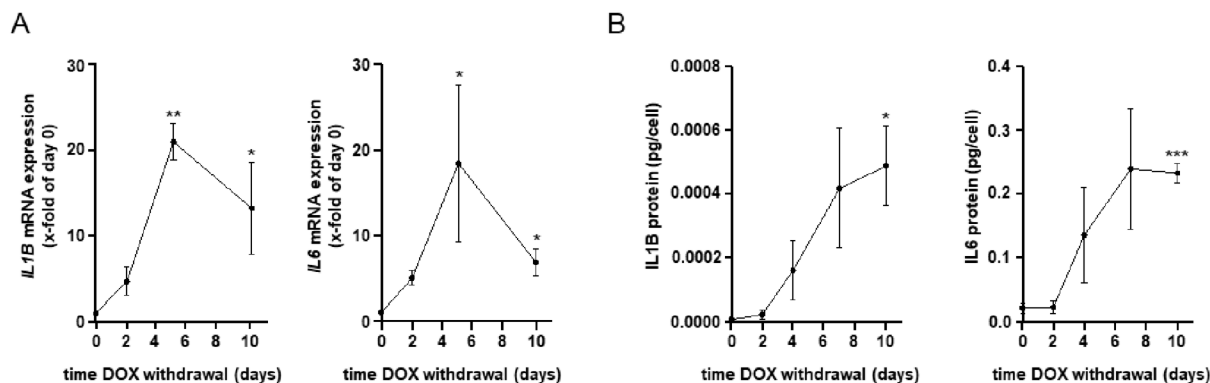 A
B
IL1B mRNA expression
(x-fold of day 0)
30
20
10
0
**
*
0 2 4 6 8 10
time DOX withdrawal (days)
IL6 mRNA expression
(x-fold of day 0)
30
20
10
0
*
*
0 2 4 6 8 10
time DOX withdrawal (days)
IL1B protein (pg/cell)
0.0008
0.0006
0.0004
0.0002
0.0000
*
0 2 4 6 8 10
time DOX withdrawal (days)
IL6 protein (pg/cell)
0.4
0.3
0.2
0.1
0.0
***
0 2 4 6 8 10
time DOX withdrawal (days)